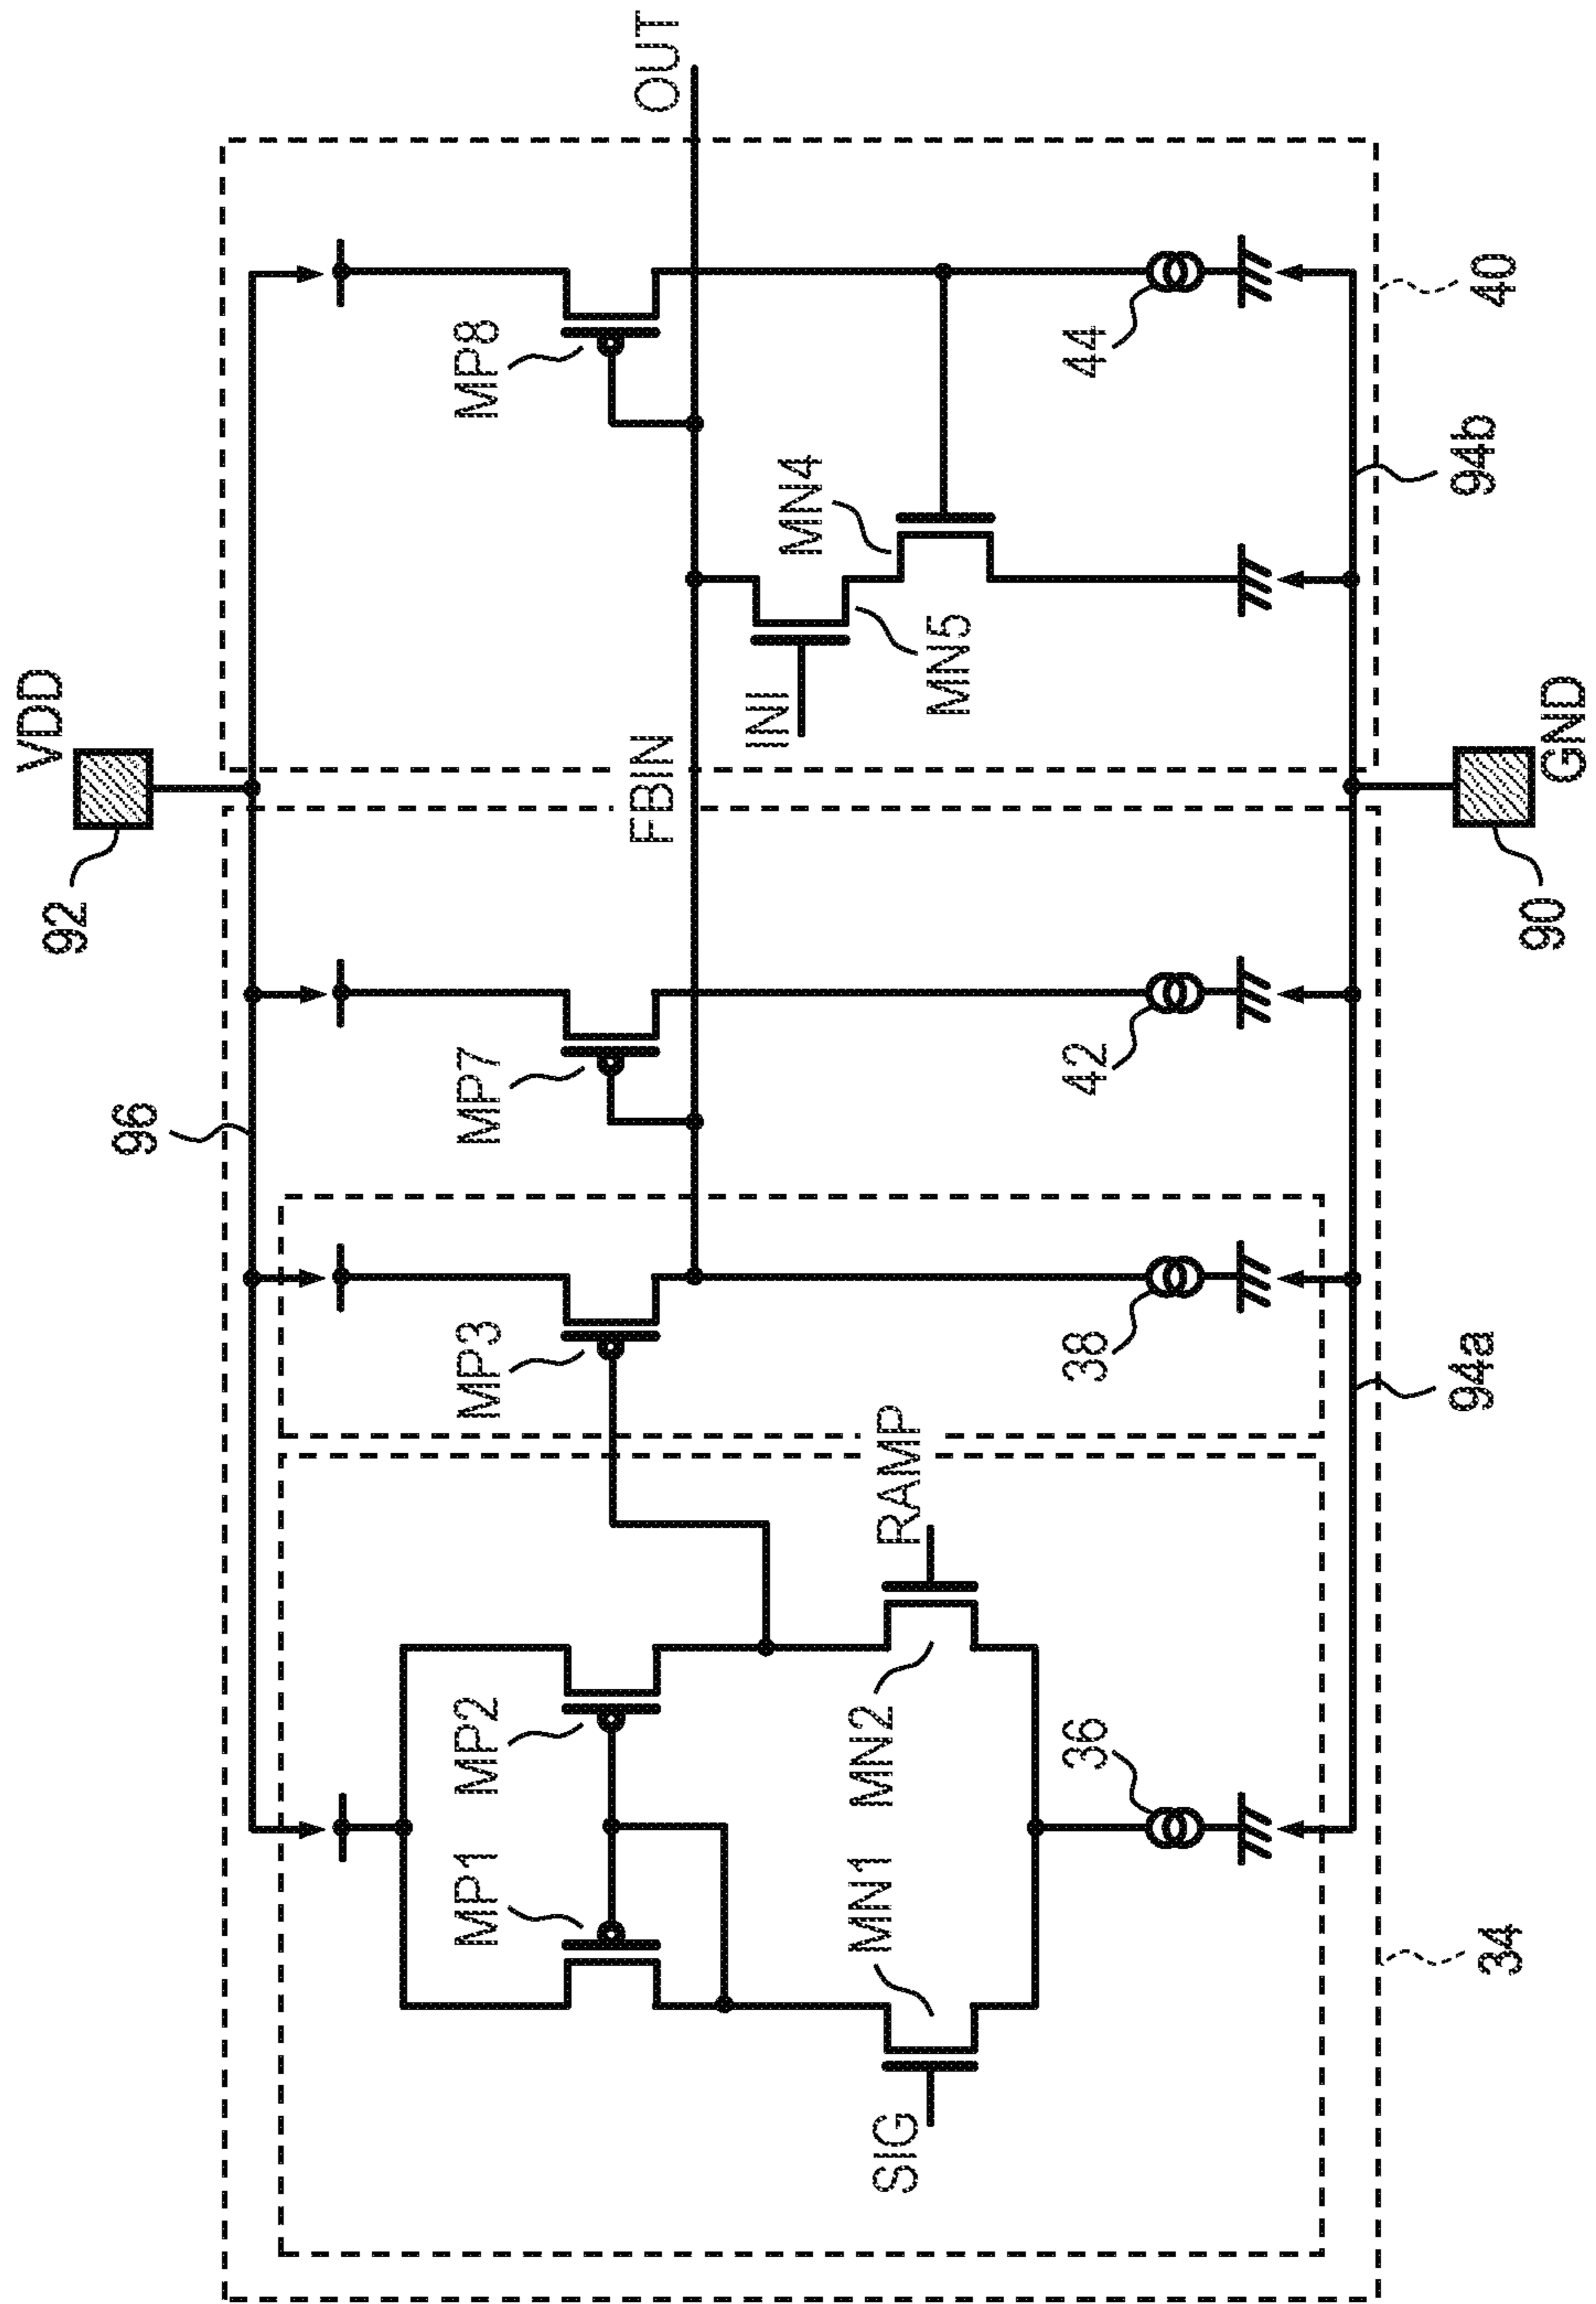 VDD
92
96
OUT
MP1
MP2
MP3
MP7
MP8
FBIN
INI
MN4
MN5
SIG
MN1
MN2
RAMP
36
38
42
44
34
94a
94b
40
90
GND